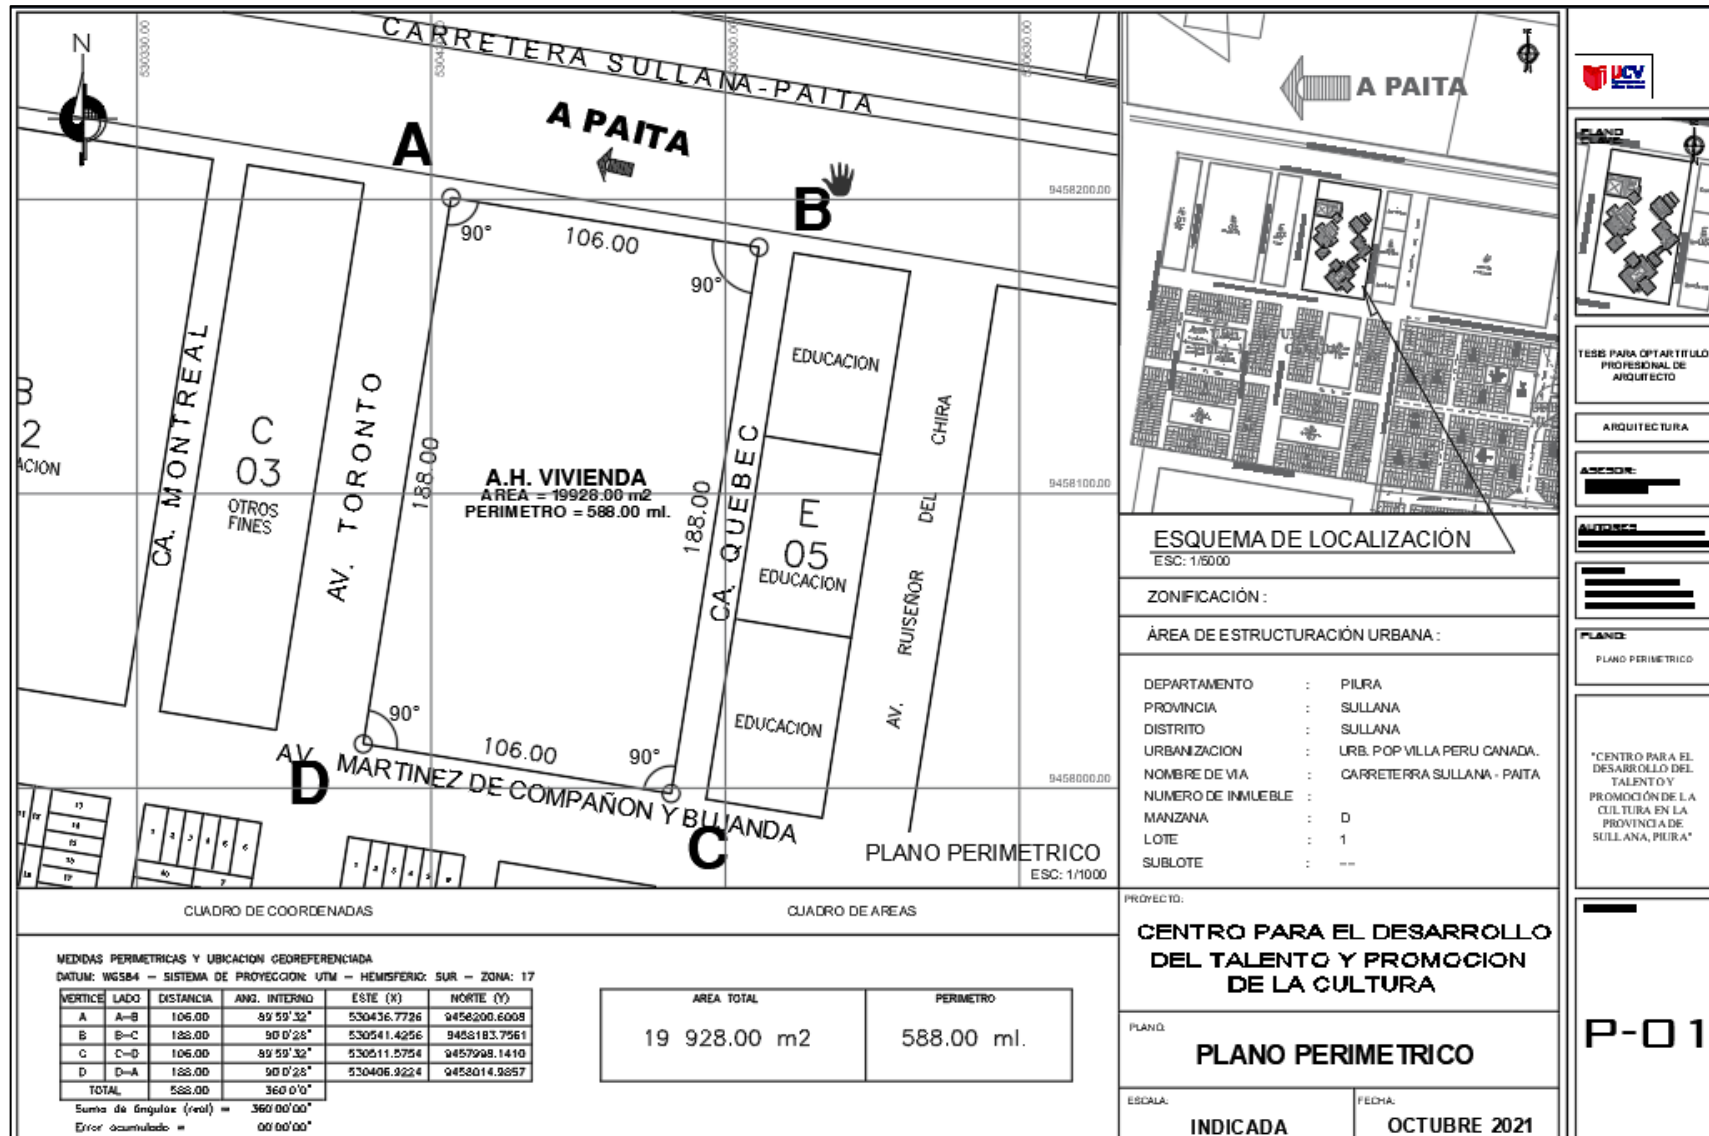 N
530330.00
530530.00
530630.00
CARRETERA SULLANA-PAITA
A PAITA
A
B
9458200.00
9458100.00
9458000.00
90°
106.00
90°
188.00
188.00
90°
106.00
90°
CA. MONTREAL
C
03
OTROS
FINES
AV. TORONTO
A.H. VIVIENDA
AREA = 19928.00 m2
PERIMETRO = 588.00 ml.
CA. QUEBEC
EDUCACION
E
05
EDUCACION
EDUCACION
AV. RUISEÑOR DEL CHIRA
B
2
ACION
D
AV. MARTINEZ DE COMPAÑON Y BUJANDA
C
PLANO PERIMETRICO
ESC: 1/1000
A PAITA
ESQUEMA DE LOCALIZACIÓN
ESC: 1/5000
ZONIFICACIÓN :
ÁREA DE ESTRUCTURACIÓN URBANA :
DEPARTAMENTO : PIURA
PROVINCIA : SULLANA
DISTRITO : SULLANA
URBANIZACION : URB. POP VILLA PERU CANADA.
NOMBRE DE VIA : CARRETERRA SULLANA - PAITA
NUMERO DE INMUEBLE :
MANZANA : D
LOTE : 1
SUBLOTE : ---
CUADRO DE COORDENADAS
CUADRO DE AREAS
MEDIDAS PERIMETRICAS Y UBICACION GEOREFERENCIADA
DATUM: WGS84 - SISTEMA DE PROYECCION: UTM - HEMISFERIO: SUR - ZONA: 17
VERTICE LADO DISTANCIA ANG. INTERNO ESTE (X) NORTE (Y)
A A-B 106.00 89°59'32" 530436.7726 9458200.6008
B B-C 188.00 90°0'28" 530541.4256 9458183.7561
C C-D 106.00 89°59'32" 530511.5754 9457998.1410
D D-A 188.00 90°0'28" 530406.9224 9458014.9857
TOTAL 588.00 360°0'0"
Suma de ángulos (real) = 360°00'00"
Error acumulado = 00°00'00"
AREA TOTAL PERIMETRO
19 928.00 m2 588.00 ml.
PROYECTO:
CENTRO PARA EL DESARROLLO
DEL TALENTO Y PROMOCION
DE LA CULTURA
PLANO:
PLANO PERIMETRICO
ESCALA:
INDICADA
FECHA:
OCTUBRE 2021
UCV
PLANO
CLAVE:
TESIS PARA OPTAR TITULO
PROFESIONAL DE
ARQUITECTO
ARQUITECTURA
ASESOR:
AUTORES
PLANO:
PLANO PERIMETRICO
"CENTRO PARA EL
DESARROLLO DEL
TALENTO Y
PROMOCIÓN DE LA
CULTURA EN LA
PROVINCIA DE
SULLANA, PIURA"
P-01